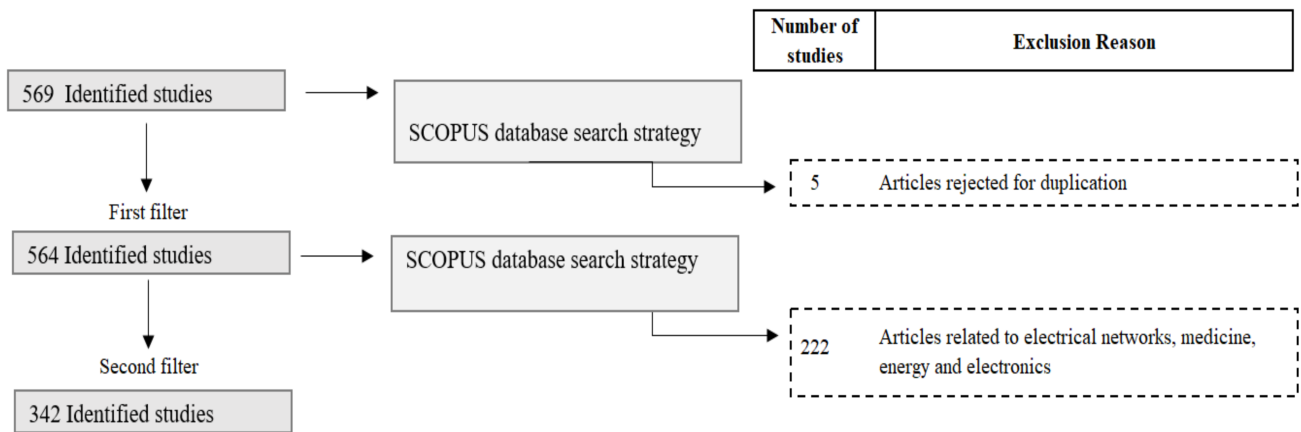 Number of
studies
Exclusion Reason
569 Identified studies
SCOPUS database search strategy
5 Articles rejected for duplication
First filter
564 Identified studies
SCOPUS database search strategy
222 Articles related to electrical networks, medicine,
energy and electronics
Second filter
342 Identified studies